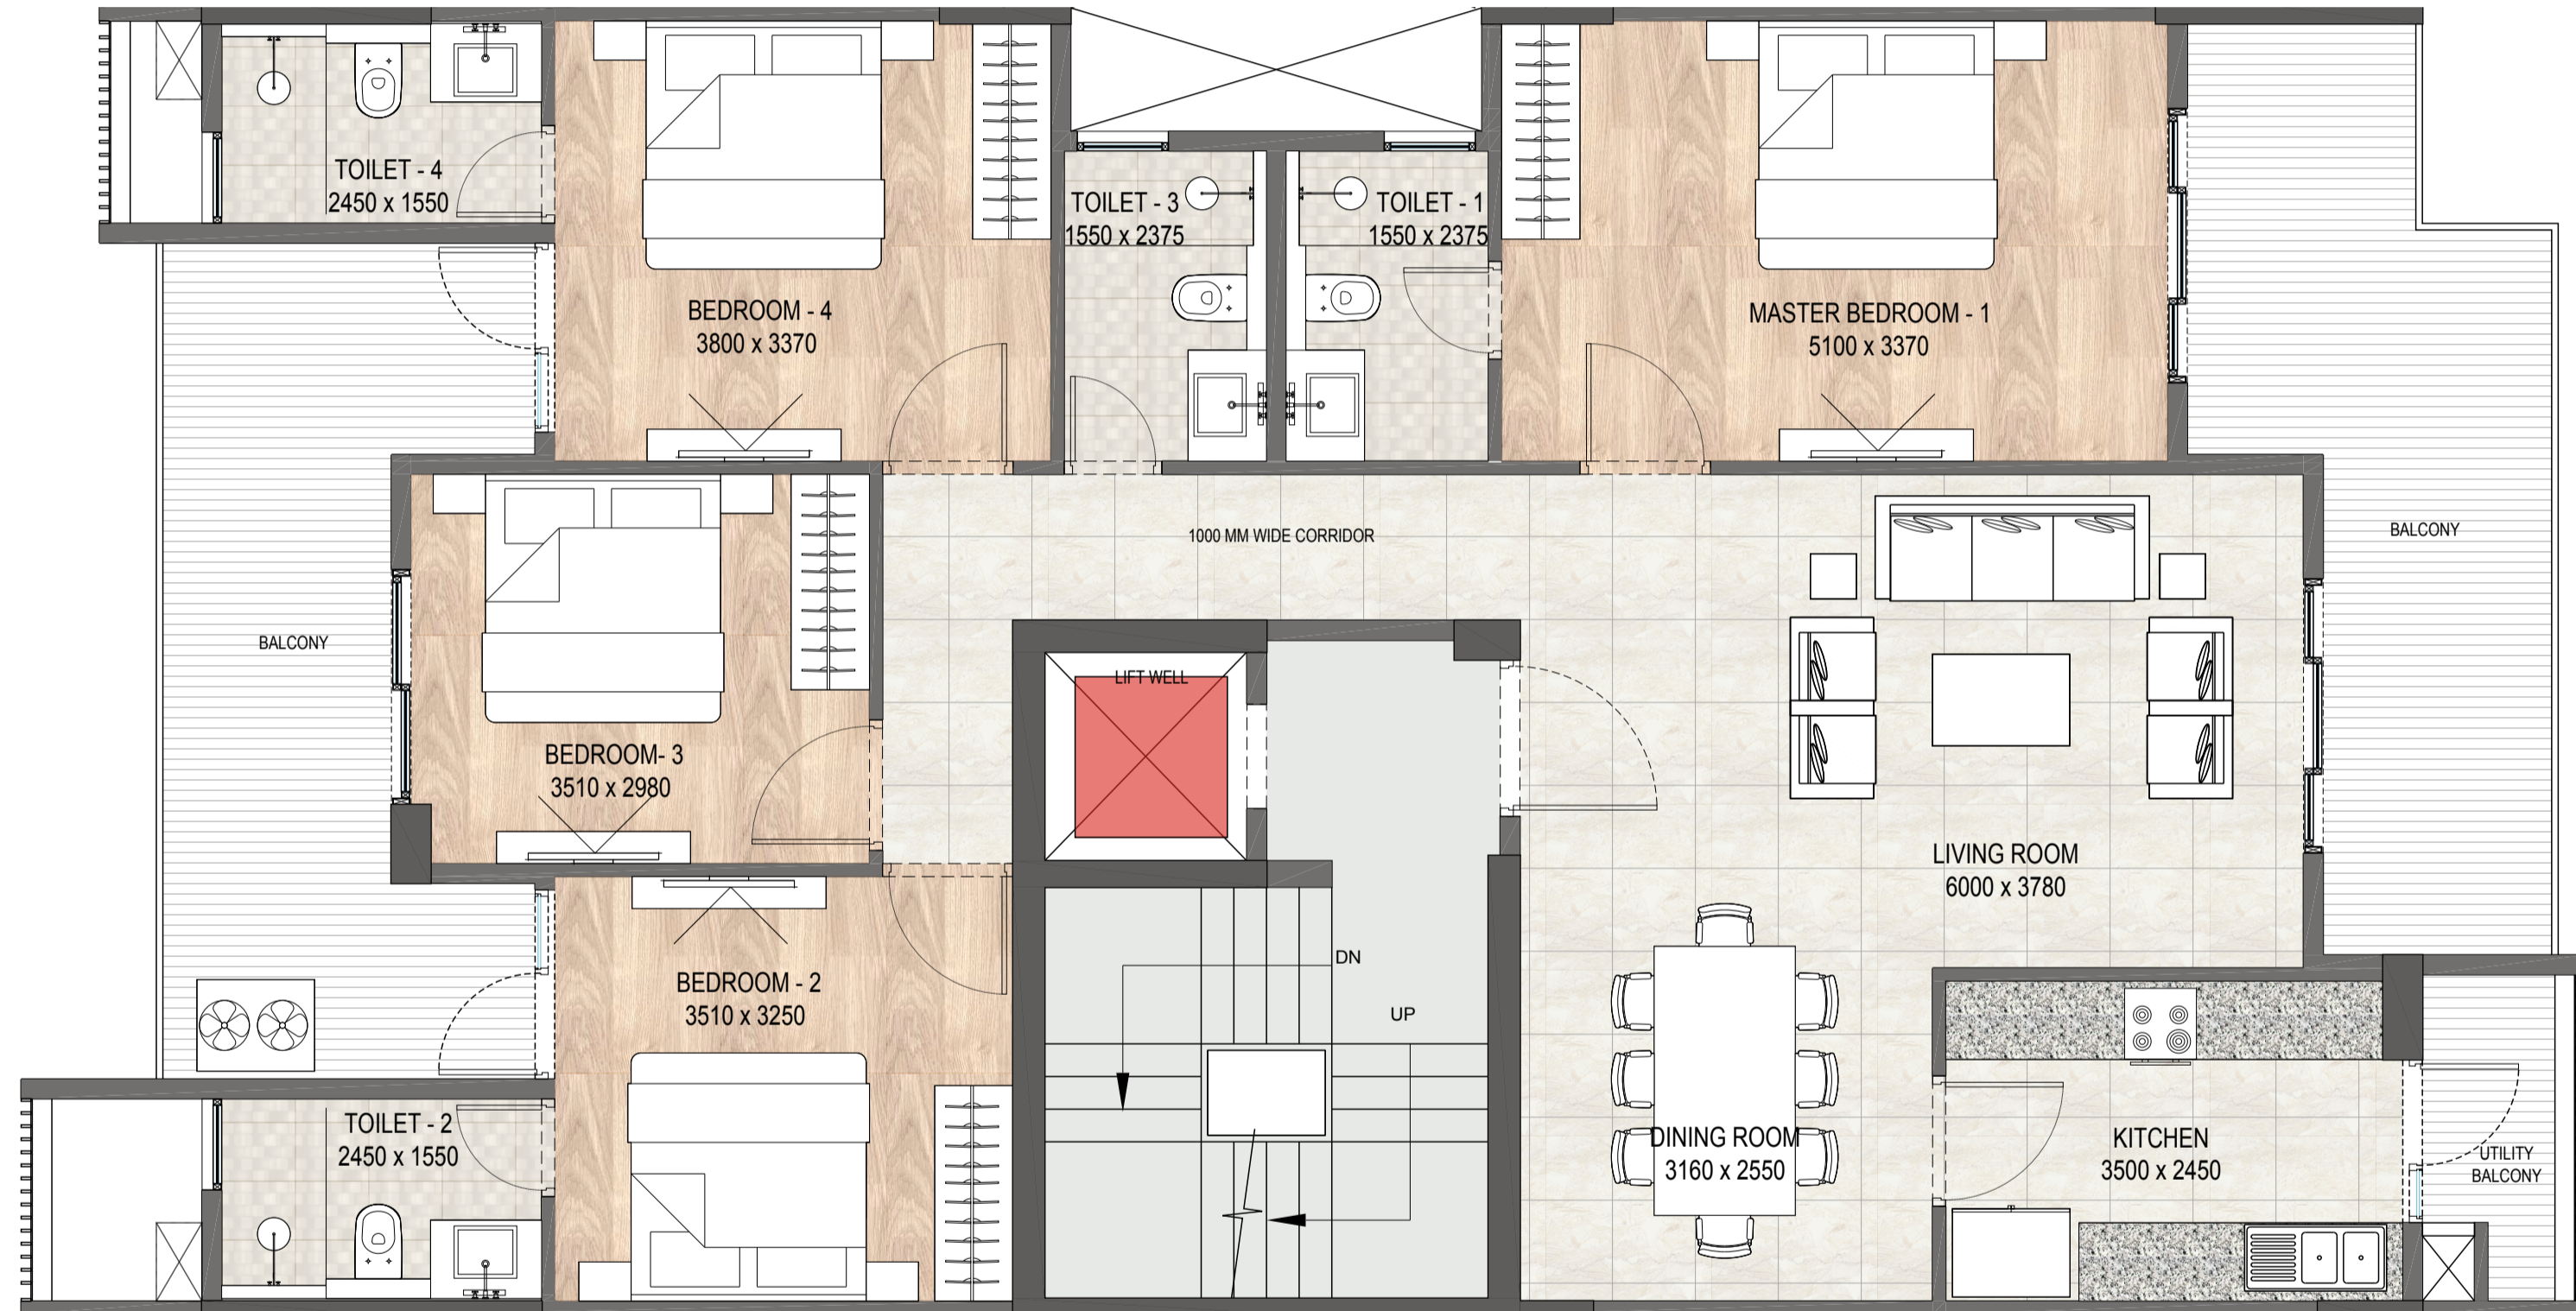 TOILET - 4
2450 x 1550
BEDROOM - 4
3800 x 3370
TOILET - 3
1550 x 2375
TOILET - 1
1550 x 2375
MASTER BEDROOM - 1
5100 x 3370
1000 MM WIDE CORRIDOR
BALCONY
BALCONY
LIFT WELL
BEDROOM- 3
3510 x 2980
LIVING ROOM
6000 x 3780
DN
UP
BEDROOM - 2
3510 x 3250
TOILET - 2
2450 x 1550
DINING ROOM
3160 x 2550
KITCHEN
3500 x 2450
UTILITY
BALCONY